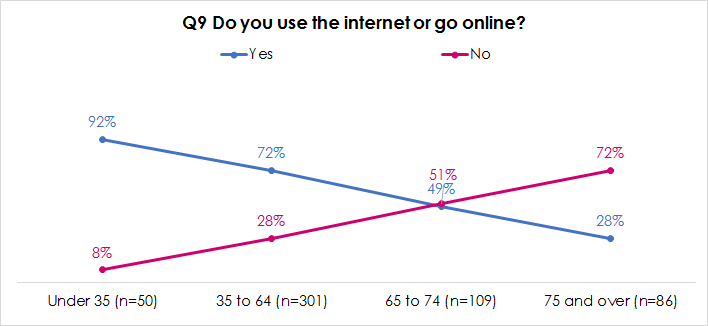 Q9 Do you use the internet or go online?
Yes No
92%
72%
51%
49%
72%
28%
8%
28%
Under 35 (n=50) 35 to 64 (n=301) 65 to 74 (n=109) 75 and over (n=86)